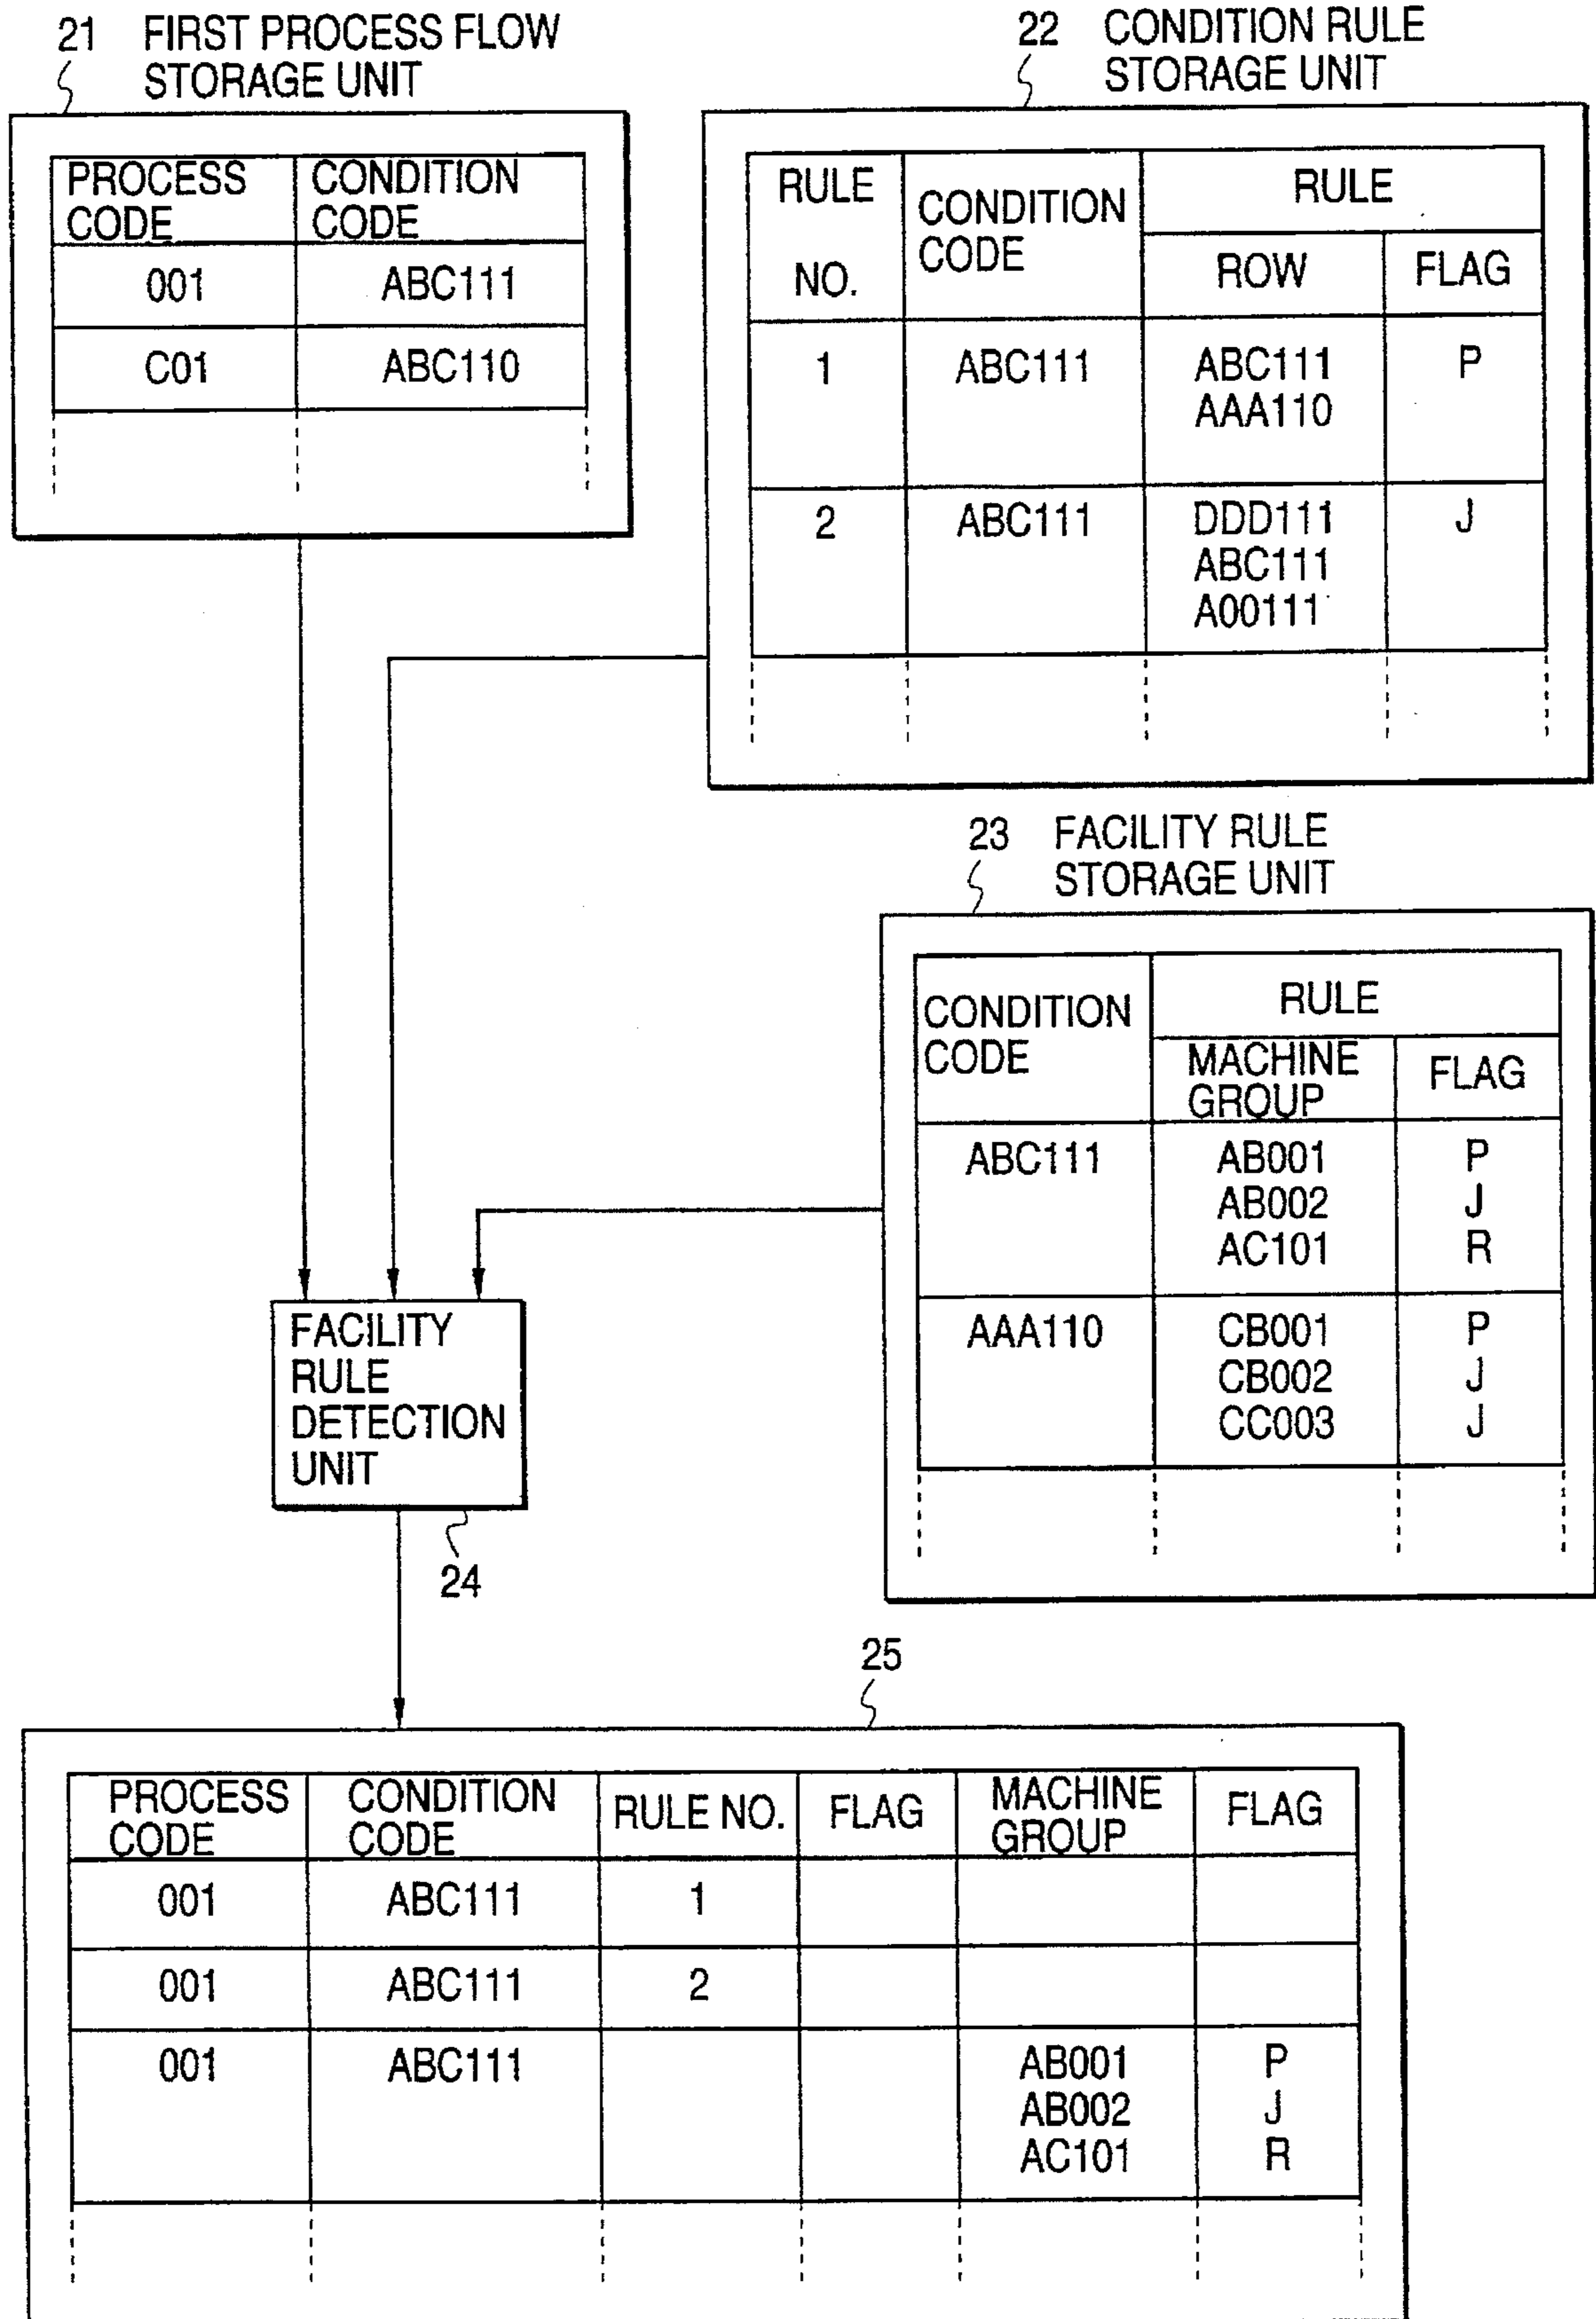 21 FIRST PROCESS FLOW
STORAGE UNIT
PROCESS CODE CONDITION CODE
001 ABC111
C01 ABC110
22 CONDITION RULE
STORAGE UNIT
RULE NO. CONDITION CODE RULE
ROW FLAG
1 ABC111 ABC111 P
AAA110
2 ABC111 DDD111 J
ABC111
A00111
23 FACILITY RULE
STORAGE UNIT
CONDITION CODE RULE
MACHINE GROUP FLAG
ABC111 AB001 P
AB002 J
AC101 R
AAA110 CB001 P
CB002 J
CC003 J
FACILITY
RULE
DETECTION
UNIT
24
25
PROCESS CODE CONDITION CODE RULE NO. FLAG MACHINE GROUP FLAG
001 ABC111 1
001 ABC111 2
001 ABC111 AB001 P
AB002 J
AC101 R